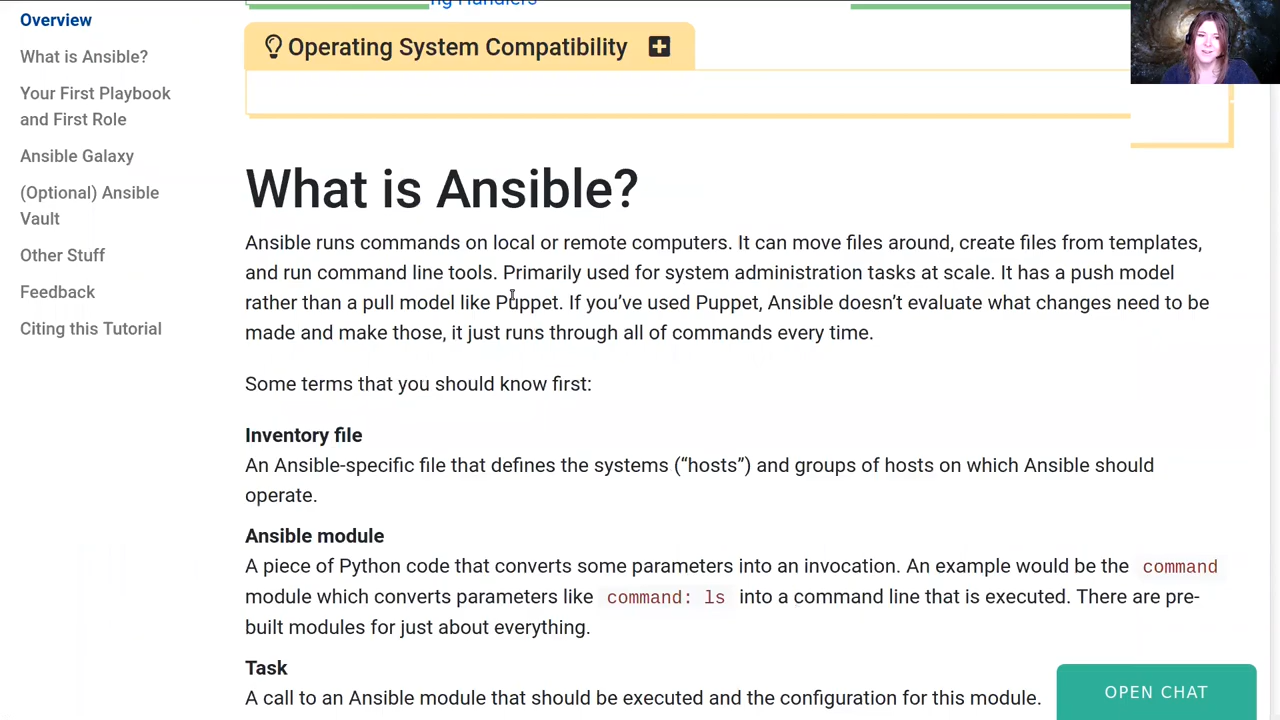 Overview
What is Ansible?
Your First Playbook
and First Role
Ansible Galaxy
(Optional) Ansible
Vault
Other Stuff
Feedback
Citing this Tutorial
ng Handlers
Operating System Compatibility
What is Ansible?
Ansible runs commands on local or remote computers. It can move files around, create files from templates,
and run command line tools. Primarily used for system administration tasks at scale. It has a push model
rather than a pull model like Puppet. If you’ve used Puppet, Ansible doesn’t evaluate what changes need to be
made and make those, it just runs through all of commands every time.
Some terms that you should know first:
Inventory file
An Ansible-specific file that defines the systems (“hosts”) and groups of hosts on which Ansible should
operate.
Ansible module
A piece of Python code that converts some parameters into an invocation. An example would be the command
module which converts parameters like command: ls into a command line that is executed. There are pre-
built modules for just about everything.
Task
A call to an Ansible module that should be executed and the configuration for this module.
OPEN CHAT